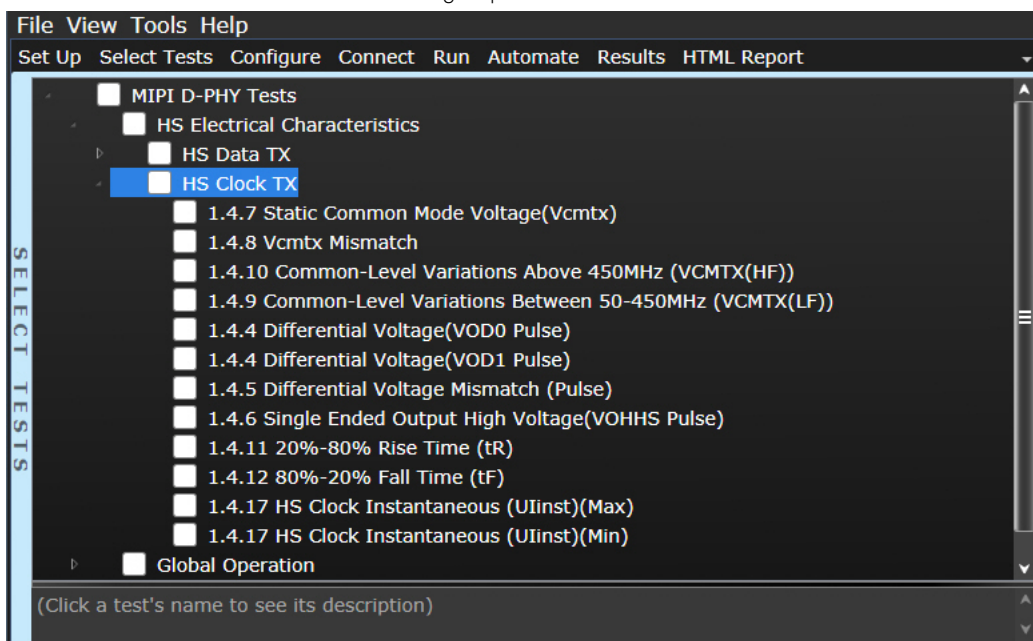 File View Tools Help
Set Up Select Tests Configure Connect Run Automate Results HTML Report
MIPI D-PHY Tests
HS Electrical Characteristics
HS Data TX
HS Clock TX
1.4.7 Static Common Mode Voltage(Vcmtx)
1.4.8 Vcmtx Mismatch
1.4.10 Common-Level Variations Above 450MHz (VCMTX(HF))
1.4.9 Common-Level Variations Between 50-450MHz (VCMTX(LF))
1.4.4 Differential Voltage(VOD0 Pulse)
1.4.4 Differential Voltage(VOD1 Pulse)
1.4.5 Differential Voltage Mismatch (Pulse)
1.4.6 Single Ended Output High Voltage(VOHHS Pulse)
1.4.11 20%-80% Rise Time (tR)
1.4.12 80%-20% Fall Time (tF)
1.4.17 HS Clock Instantaneous (UIinst)(Max)
1.4.17 HS Clock Instantaneous (UIinst)(Min)
Global Operation
SELECT TESTS
(Click a test's name to see its description)